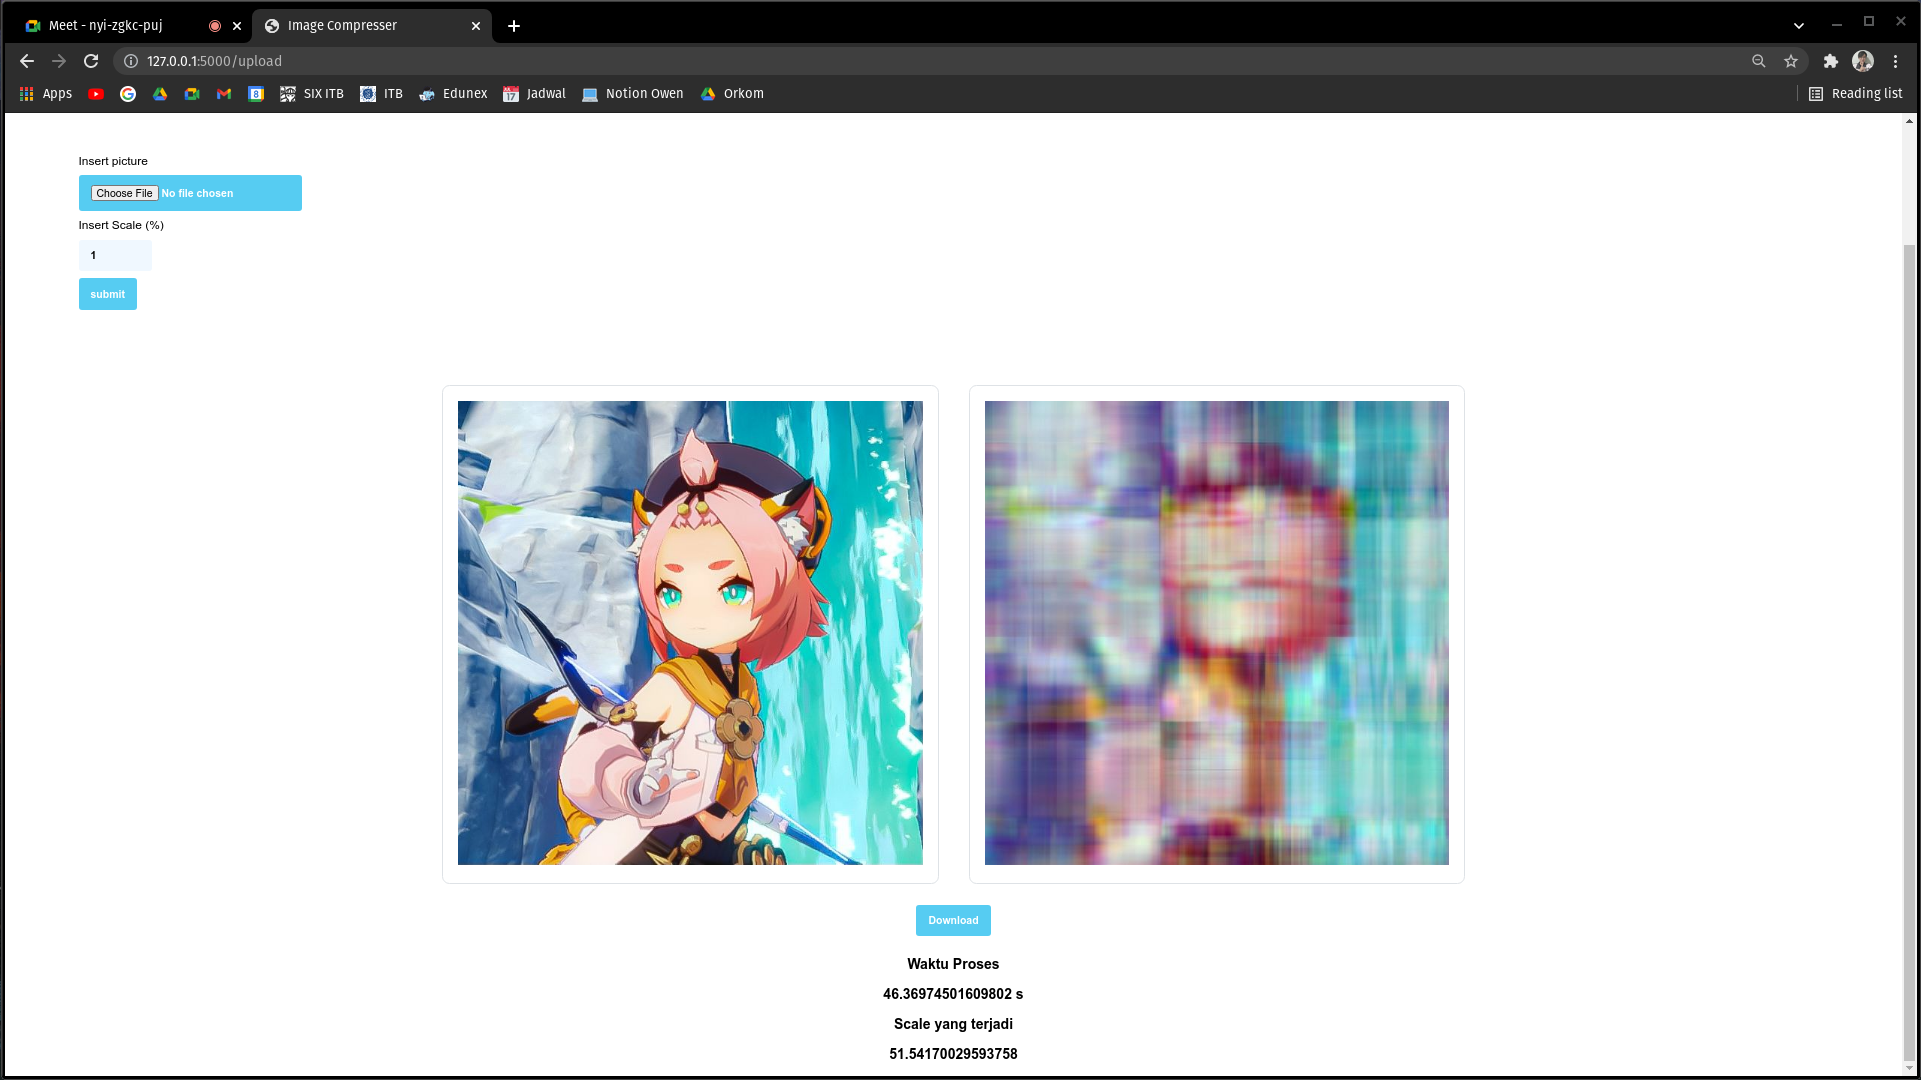 Meet - nyi-zgkc-puj
Image Compresser
127.0.0.1:5000/upload
Apps
8
SIX ITB
ITB
Edunex
17
Jadwal
Notion Owen
Orkom
Reading list
Insert picture
Choose File No file chosen
Insert Scale (%)
1
submit
Download
Waktu Proses
46.36974501609802 s
Scale yang terjadi
51.54170029593758